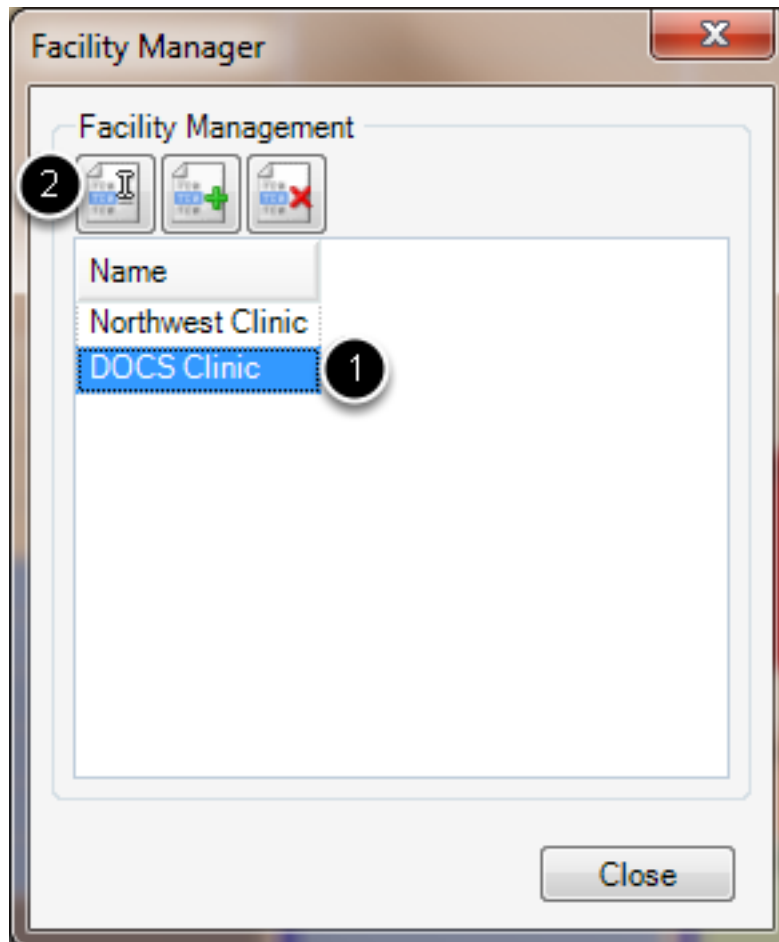 Facility Manager
Facility Management
2
Name
Northwest Clinic
DOCS Clinic 1
Close